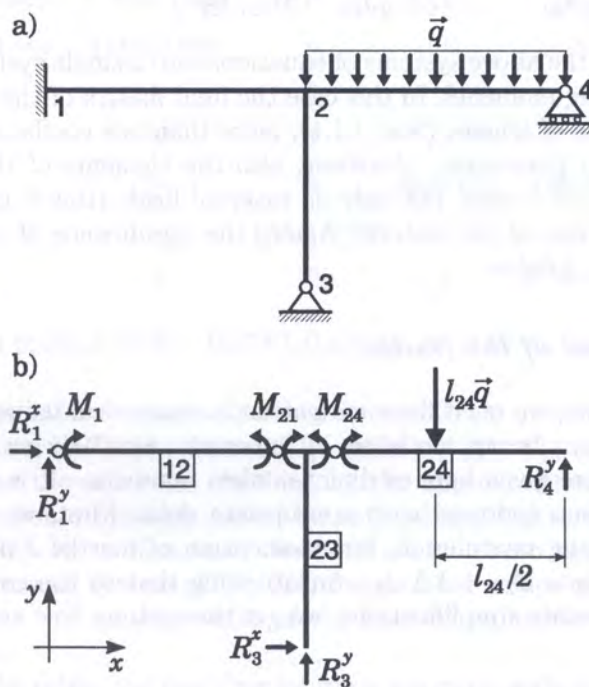 a)
q⃗
1
2
4
3
b)
R₁ˣ M₁ M₂₁ M₂₄ l₂₄q⃗
12 24
R₁ʸ R₄ʸ
23
l₂₄/2
y
x
R₃ˣ
R₃ʸ